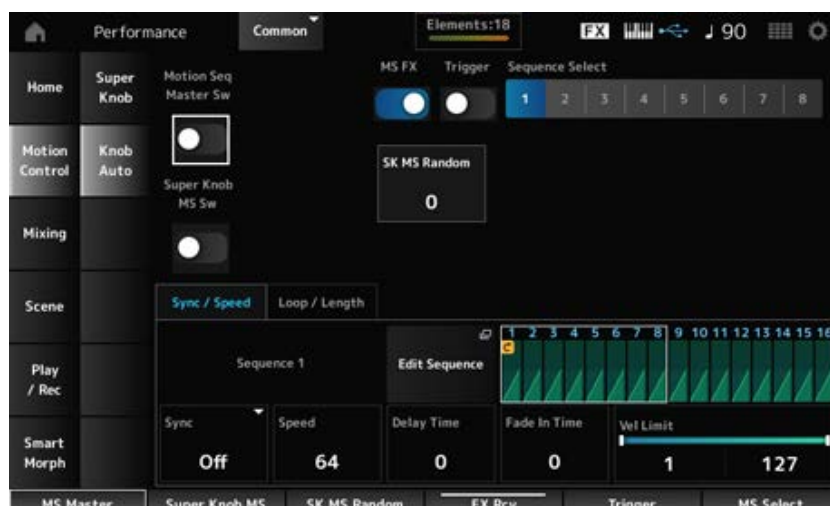 Performance Common Elements:18 FX ♩ 90
Home
Super Knob
Motion Seq Master Sw
MS FX Trigger Sequence Select
1 2 3 4 5 6 7 8
Motion Control
Knob Auto
SK MS Random
0
Super Knob MS Sw
Mixing
Scene
Sync / Speed Loop / Length
Play / Rec
Sequence 1
Edit Sequence
1 2 3 4 5 6 7 8 9 10 11 12 13 14 15 16
C
Smart Morph
Sync
Off
Speed
64
Delay Time
0
Fade In Time
0
Vel Limit
1 127
MS Master Super Knob MS SK MS Random FX Rcv Trigger MS Select